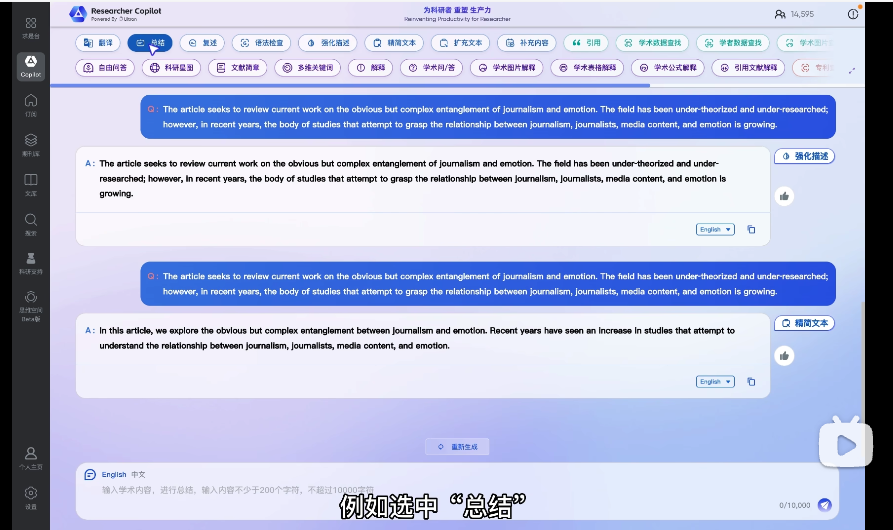 Researcher Copilot
Powered By Libran
为科研者 重塑 生产力
Reinventing Productivity for Researcher
14,595
翻译
总结
复述
语法检查
强化描述
精简文本
扩充文本
补充内容
引用
学术数据查找
学者数据查找
自由问答
科研星图
文献简章
多维关键词
解释
学术问/答
学术图片解释
学术表格解释
学术公式解释
引用文献解释
Copilot
订阅
期刊库
文库
搜索
科研支持
思维空间
Beta版
个人主页
设置
Q: The article seeks to review current work on the obvious but complex entanglement of journalism and emotion. The field has been under-theorized and under-researched;
however, in recent years, the body of studies that attempt to grasp the relationship between journalism, journalists, media content, and emotion is growing.
A: The article seeks to review current work on the obvious but complex entanglement of journalism and emotion. The field has been under-theorized and under-
researched; however, in recent years, the body of studies that attempt to grasp the relationship between journalism, journalists, media content, and emotion is
growing.
强化描述
English
Q: The article seeks to review current work on the obvious but complex entanglement of journalism and emotion. The field has been under-theorized and under-researched;
however, in recent years, the body of studies that attempt to grasp the relationship between journalism, journalists, media content, and emotion is growing.
A: In this article, we explore the obvious but complex entanglement between journalism and emotion. Recent years have seen an increase in studies that attempt to
understand the relationship between journalism, journalists, media content, and emotion.
精简文本
English
重新生成
English 中文
输入学术内容，进行总结，输入内容不少于200个字符，不超过10000字符
0/10,000
例如选中“总结”